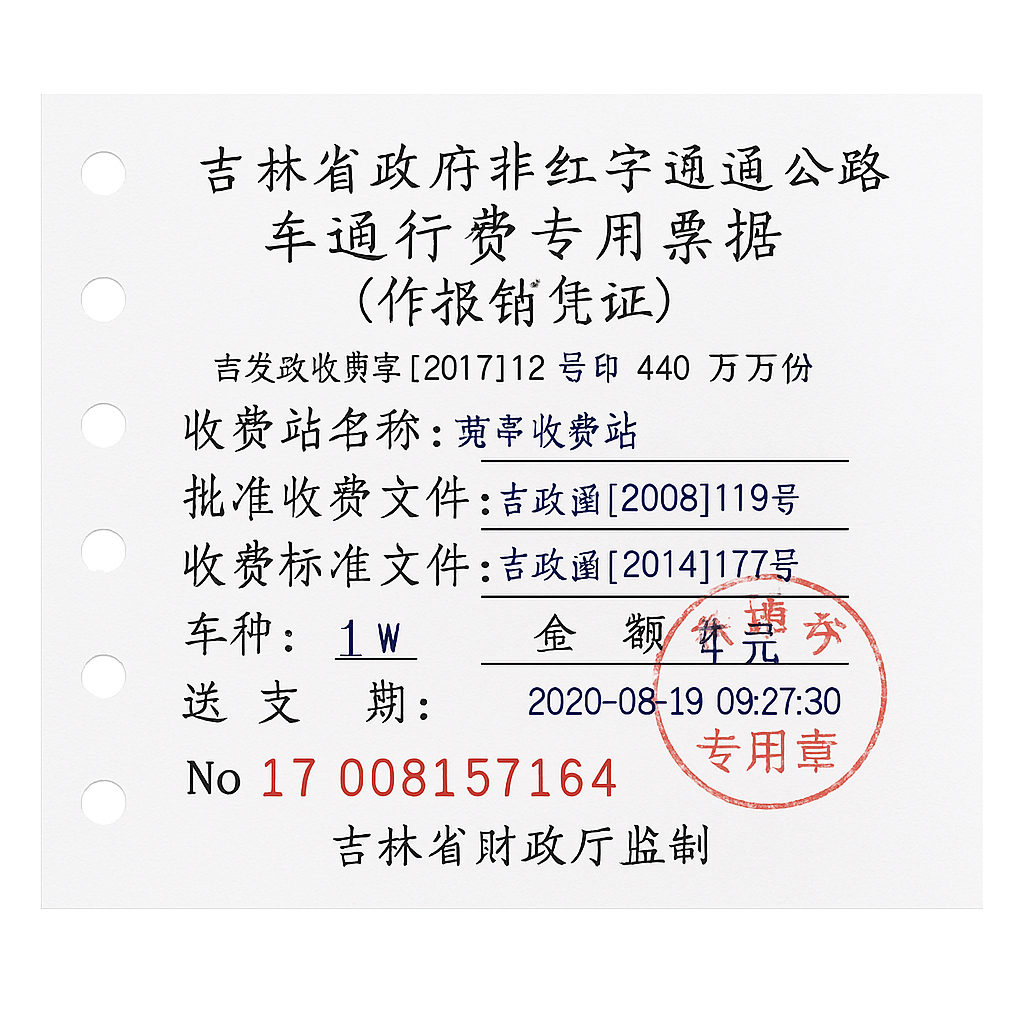 吉林省政府非红字通通公路
车通行费专用票据
(作报销凭证)
吉发政收费享[2017]12 号印 440 万万份
收费站名称:莵亭收费站
批准收费文件:吉政函[2008]119号
收费标准文件:吉政函[2014]177号
车种: 1 W 金 额 4 元
送 支 期: 2020-08-19 09:27:30
专用章
No 17 008157164
吉林省财政厅监制